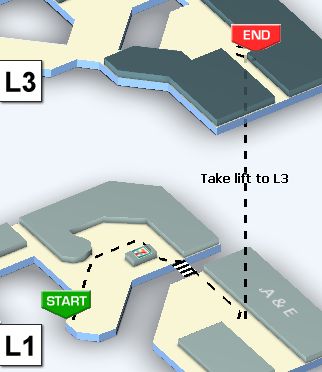 END
L3
Take lift to L3
A & E
START
L1